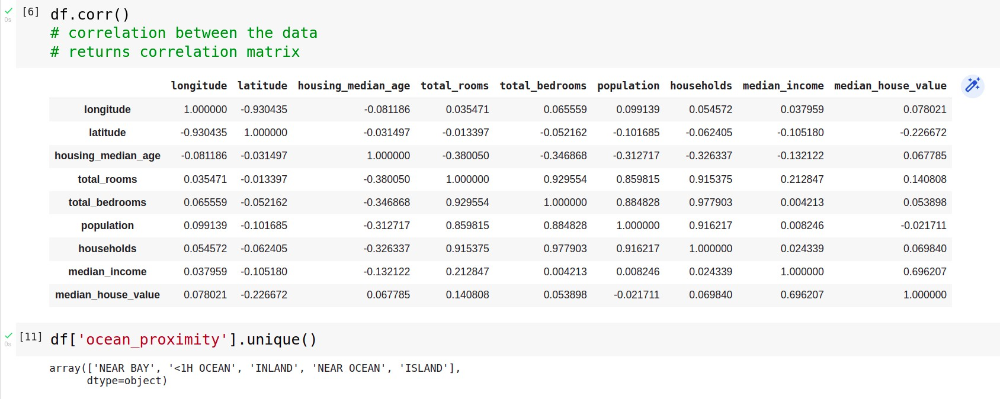 [6] df.corr()
0s
# correlation between the data
# returns correlation matrix
longitude latitude housing_median_age total_rooms total_bedrooms population households median_income median_house_value
longitude 1.000000 -0.930435 -0.081186 0.035471 0.065559 0.099139 0.054572 0.037959 0.078021
latitude -0.930435 1.000000 -0.031497 -0.013397 -0.052162 -0.101685 -0.062405 -0.105180 -0.226672
housing_median_age -0.081186 -0.031497 1.000000 -0.380050 -0.346868 -0.312717 -0.326337 -0.132122 0.067785
total_rooms 0.035471 -0.013397 -0.380050 1.000000 0.929554 0.859815 0.915375 0.212847 0.140808
total_bedrooms 0.065559 -0.052162 -0.346868 0.929554 1.000000 0.884828 0.977903 0.004213 0.053898
population 0.099139 -0.101685 -0.312717 0.859815 0.884828 1.000000 0.916217 0.008246 -0.021711
households 0.054572 -0.062405 -0.326337 0.915375 0.977903 0.916217 1.000000 0.024339 0.069840
median_income 0.037959 -0.105180 -0.132122 0.212847 0.004213 0.008246 0.024339 1.000000 0.696207
median_house_value 0.078021 -0.226672 0.067785 0.140808 0.053898 -0.021711 0.069840 0.696207 1.000000
[11] df['ocean_proximity'].unique()
0s
array(['NEAR BAY', '<1H OCEAN', 'INLAND', 'NEAR OCEAN', 'ISLAND'],
dtype=object)